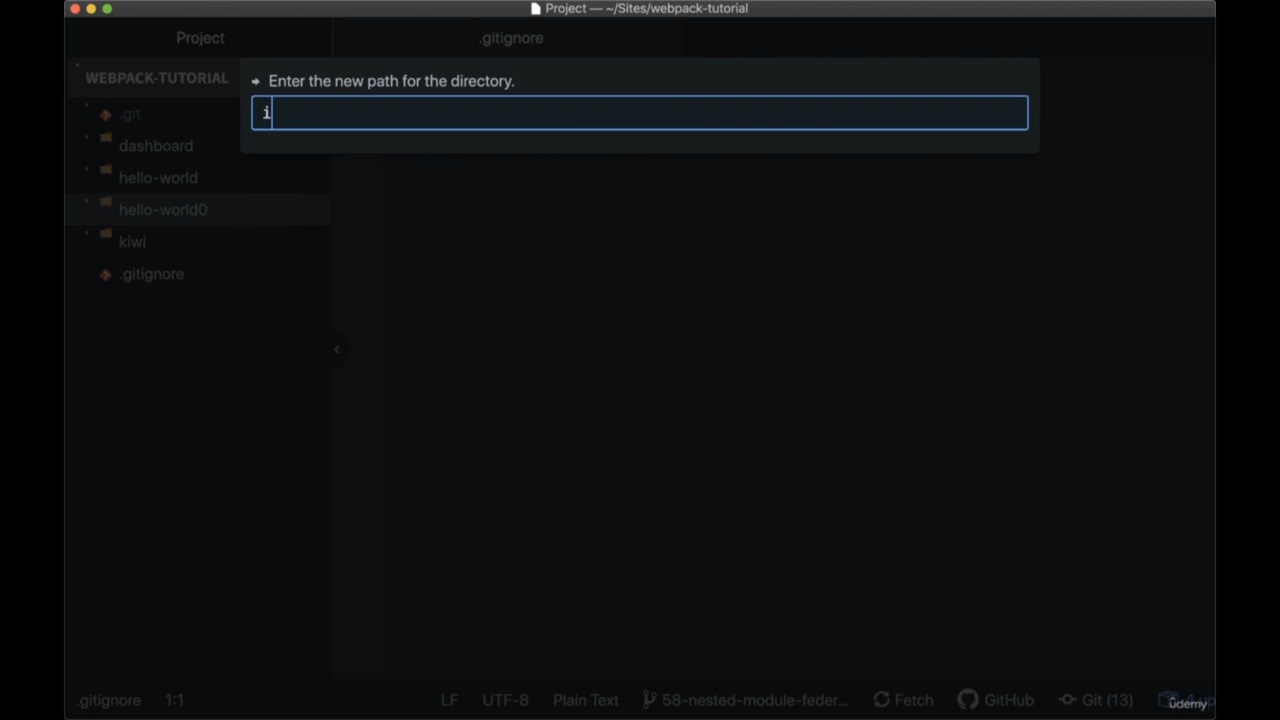 Project — ~/Sites/webpack-tutorial
Project
.gitignore
WEBPACK-TUTORIAL
Enter the new path for the directory.
i
.git
dashboard
hello-world
hello-world0
kiwi
.gitignore
.gitignore 1:1 LF UTF-8 Plain Text 58-nested-module-feder... Fetch GitHub Git (13)
udemy